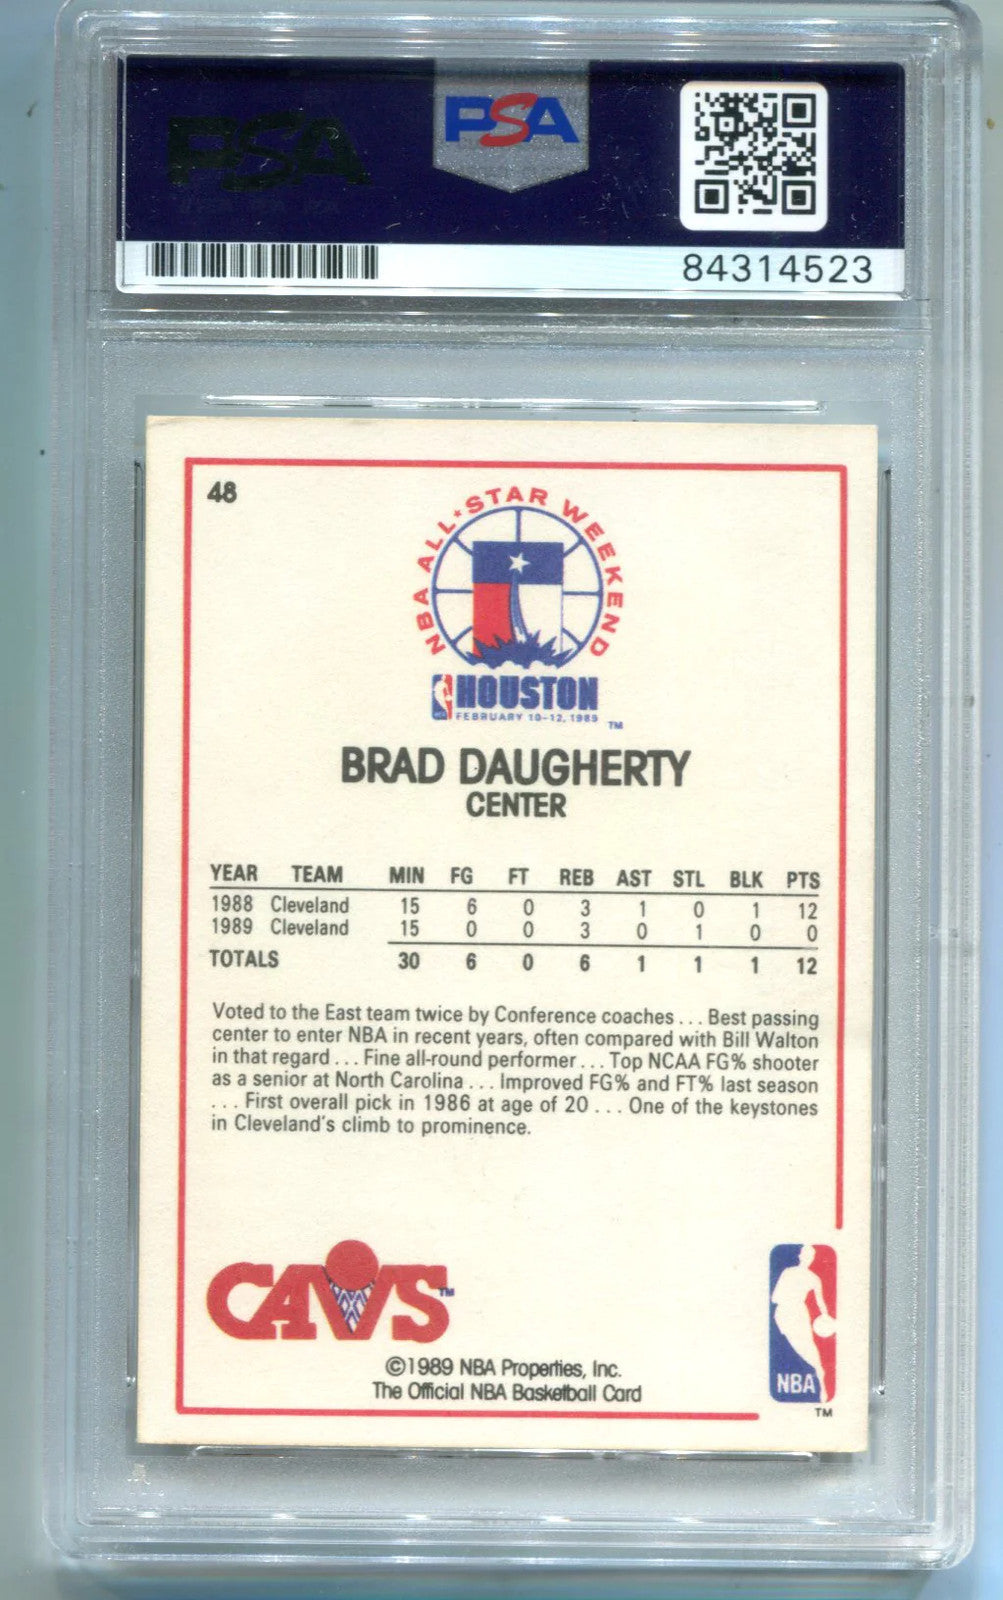 PSA
PSA
84314523
48
NBA ALL★STAR WEEKEND
HOUSTON
FEBRUARY 10-12, 1989
TM
BRAD DAUGHERTY
CENTER
YEAR TEAM MIN FG FT REB AST STL BLK PTS
1988 Cleveland 15 6 0 3 1 0 1 12
1989 Cleveland 15 0 0 3 0 1 0 0
TOTALS 30 6 0 6 1 1 1 12
Voted to the East team twice by Conference coaches . . . Best passing
center to enter NBA in recent years, often compared with Bill Walton
in that regard . . . Fine all-round performer . . . Top NCAA FG% shooter
as a senior at North Carolina . . . Improved FG% and FT% last season
. . . First overall pick in 1986 at age of 20 . . . One of the keystones
in Cleveland's climb to prominence.
CAVS TM
©1989 NBA Properties, Inc.
The Official NBA Basketball Card
NBA
TM